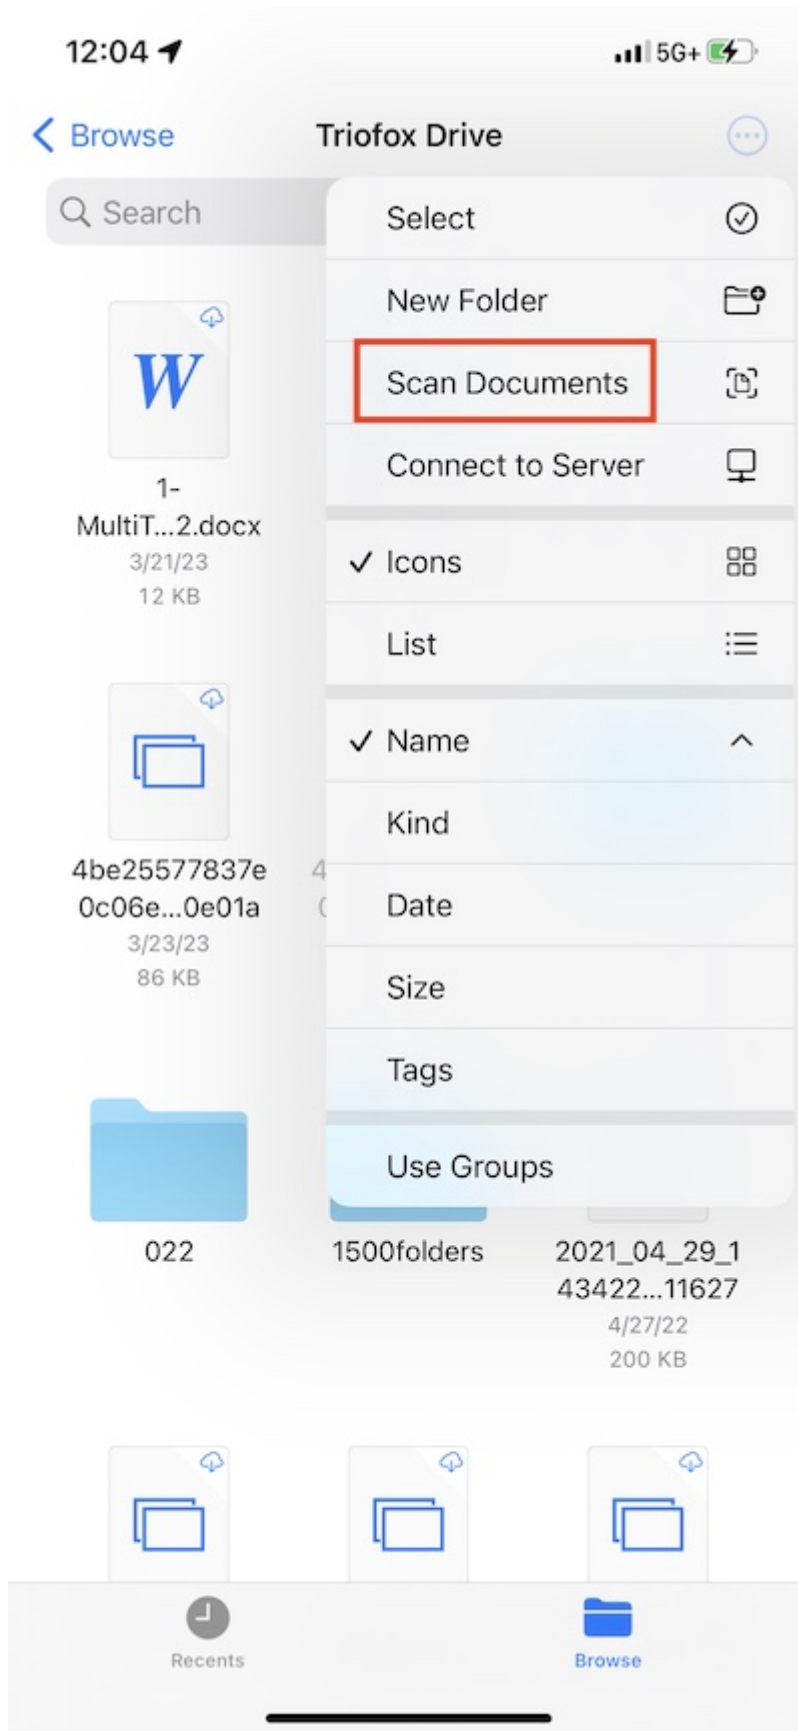 12:04
5G+
Browse
Triofox Drive
Search
Select
New Folder
Scan Documents
Connect to Server
Icons
List
Name
Kind
Date
Size
Tags
Use Groups
W
1-
MultiT...2.docx
3/21/23
12 KB
4be25577837e
0c06e...0e01a
3/23/23
86 KB
4
022
1500folders
2021_04_29_1
43422...11627
4/27/22
200 KB
Recents
Browse